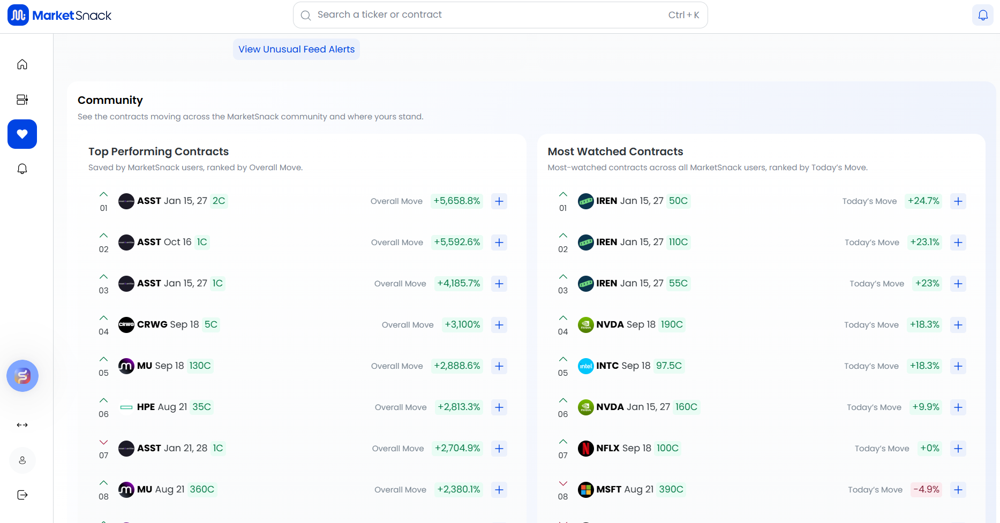 MarketSnack
Search a ticker or contract Ctrl+K
View Unusual Feed Alerts
Community
See the contracts moving across the MarketSnack community and where yours stand.
Top Performing Contracts
Saved by MarketSnack users, ranked by Overall Move.
01 ASST Jan 15, 27 2C Overall Move +5,658.8% +
02 ASST Oct 16 1C Overall Move +5,592.6% +
03 ASST Jan 15, 27 1C Overall Move +4,185.7% +
04 CRWG CRWG Sep 18 5C Overall Move +3,100% +
05 MU Sep 18 130C Overall Move +2,888.6% +
06 HPE Aug 21 35C Overall Move +2,813.3% +
07 ASST Jan 21, 28 1C Overall Move +2,704.9% +
08 MU Aug 21 360C Overall Move +2,380.1% +
Most Watched Contracts
Most-watched contracts across all MarketSnack users, ranked by Today's Move.
01 IREN Jan 15, 27 50C Today's Move +24.7% +
02 IREN Jan 15, 27 110C Today's Move +23.1% +
03 IREN Jan 15, 27 55C Today's Move +23% +
04 NVDA Sep 18 190C Today's Move +18.3% +
05 intel INTC Sep 18 97.5C Today's Move +18.3% +
06 NVDA Jan 15, 27 160C Today's Move +9.9% +
07 NFLX Sep 18 100C Today's Move +0% +
08 MSFT Aug 21 390C Today's Move -4.9% +